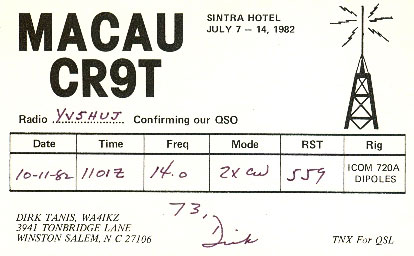 MACAU
CR9T
SINTRA HOTEL
JULY 7 – 14, 1982
Radio YV5HUJ Confirming our QSO
Date Time Freq Mode RST Rig
10-11-82 1101Z 14.0 2X CW 559 ICOM 720A
DIPOLES
73,
Dirk
DIRK TANIS, WA4IKZ
3941 TONBRIDGE LANE
WINSTON SALEM, N C 27106
TNX For QSL